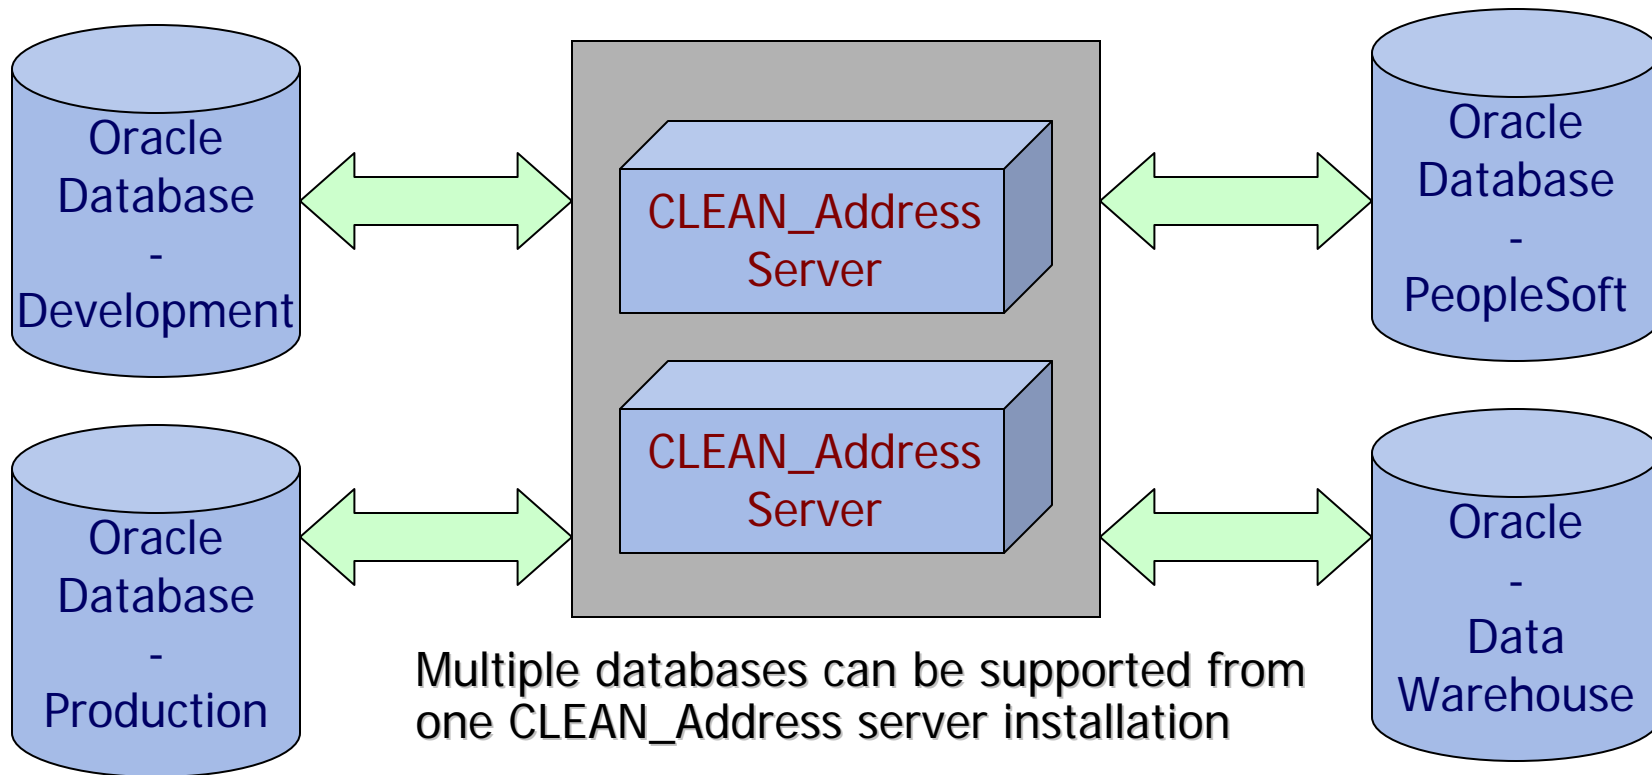 Oracle
Database
-
Development
CLEAN_Address
Server
Oracle
Database
-
PeopleSoft
Oracle
Database
-
Production
CLEAN_Address
Server
Oracle
-
Data
Warehouse
Multiple databases can be supported from
one CLEAN_Address server installation